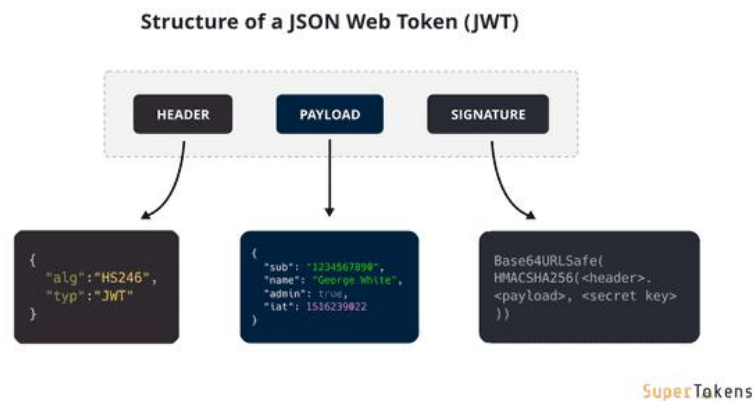 Structure of a JSON Web Token (JWT)
HEADER
PAYLOAD
SIGNATURE
{
"alg":"HS246",
"typ":"JWT"
}
{
"sub": "1234567890",
"name": "George White",
"admin": true,
"iat": 1516239022
}
Base64URLSafe(
HMACSHA256(<header>.
<payload>, <secret key>
))
SuperTokens